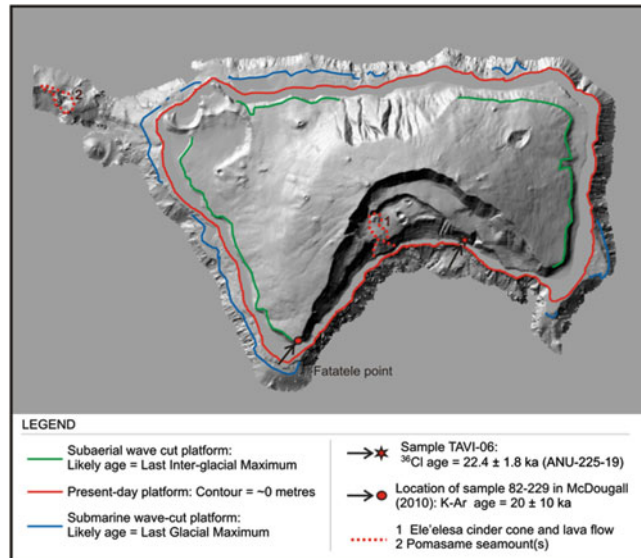 2
1
Fatatele point
LEGEND
Subaerial wave cut platform:
Likely age = Last Inter-glacial Maximum
Present-day platform: Contour = ~0 metres
Submarine wave-cut platform:
Likely age = Last Glacial Maximum
Sample TAVI-06:
³⁶Cl age = 22.4 ± 1.8 ka (ANU-225-19)
Location of sample 82-229 in McDougall
(2010): K-Ar age = 20 ± 10 ka
1 Ele'elesa cinder cone and lava flow
2 Pomasame seamount(s)